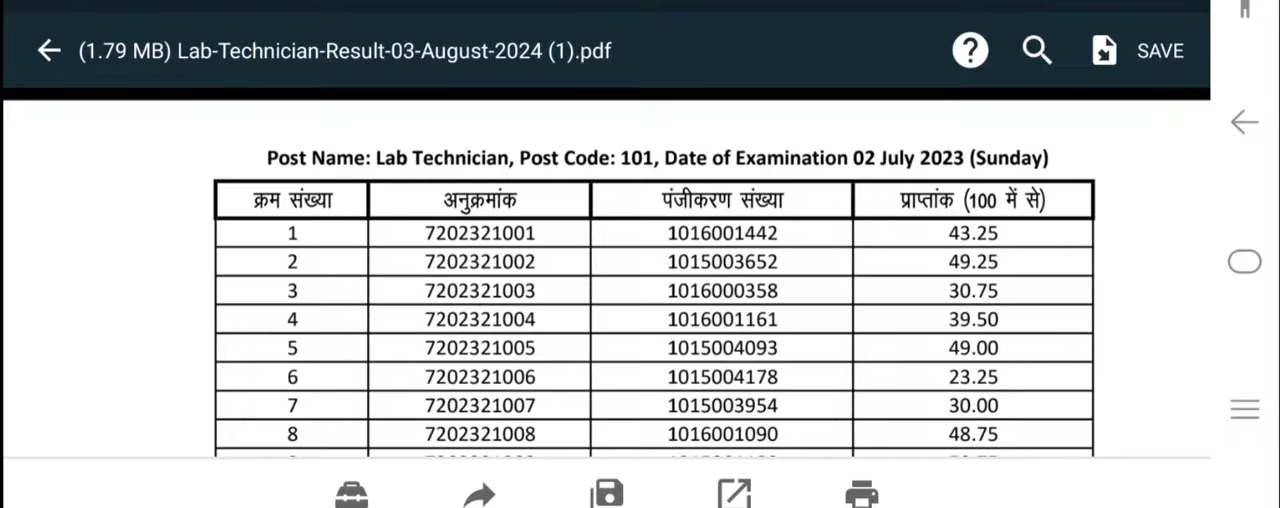 (1.79 MB) Lab-Technician-Result-03-August-2024 (1).pdf
SAVE
Post Name: Lab Technician, Post Code: 101, Date of Examination 02 July 2023 (Sunday)
क्रम संख्या अनुक्रमांक पंजीकरण संख्या प्राप्तांक (100 में से)
1 7202321001 1016001442 43.25
2 7202321002 1015003652 49.25
3 7202321003 1016000358 30.75
4 7202321004 1016001161 39.50
5 7202321005 1015004093 49.00
6 7202321006 1015004178 23.25
7 7202321007 1015003954 30.00
8 7202321008 1016001090 48.75